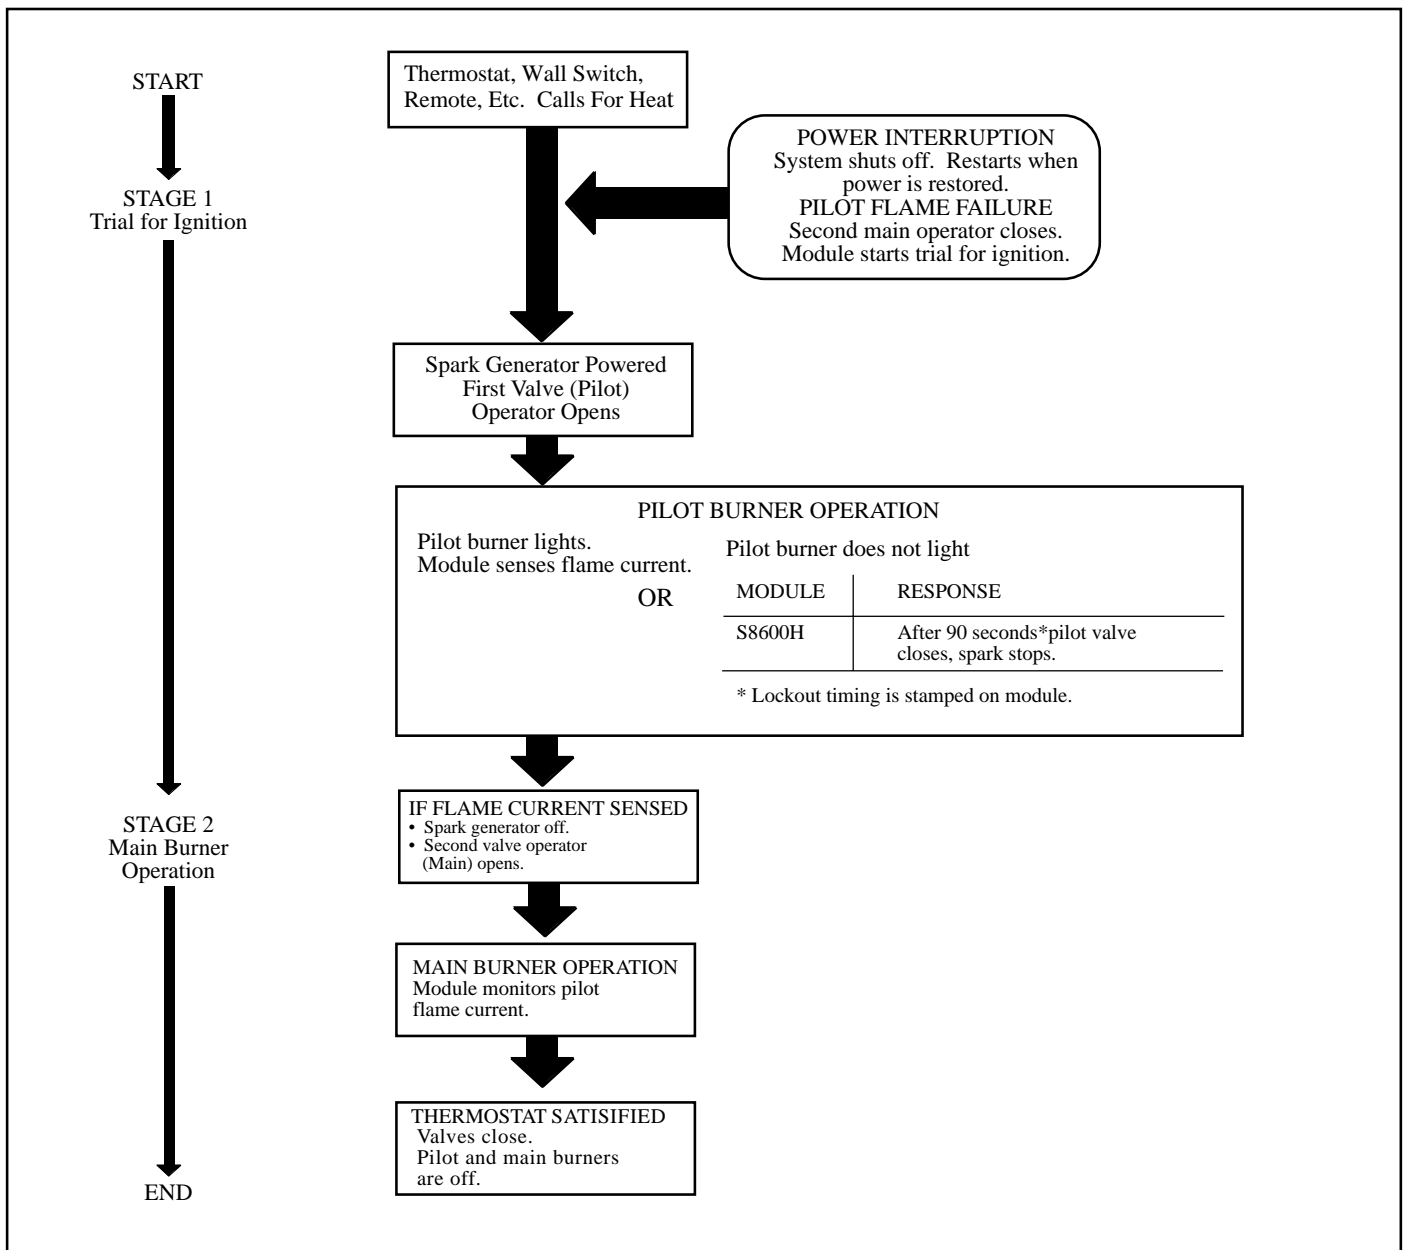 START
STAGE 1
Trial for Ignition
STAGE 2
Main Burner
Operation
END
Thermostat, Wall Switch,
Remote, Etc.  Calls For Heat
POWER INTERRUPTION
System shuts off.  Restarts when
power is restored.
PILOT FLAME FAILURE
Second main operator closes.
Module starts trial for ignition.
Spark Generator Powered
First Valve (Pilot)
Operator Opens
PILOT BURNER OPERATION
Pilot burner lights.
Module senses flame current.
OR
Pilot burner does not light
MODULE RESPONSE
S8600H After 90 seconds*pilot valve
closes, spark stops.
* Lockout timing is stamped on module.
IF FLAME CURRENT SENSED
• Spark generator off.
• Second valve operator
(Main) opens.
MAIN BURNER OPERATION
Module monitors pilot
flame current.
THERMOSTAT SATISIFIED
Valves close.
Pilot and main burners
are off.